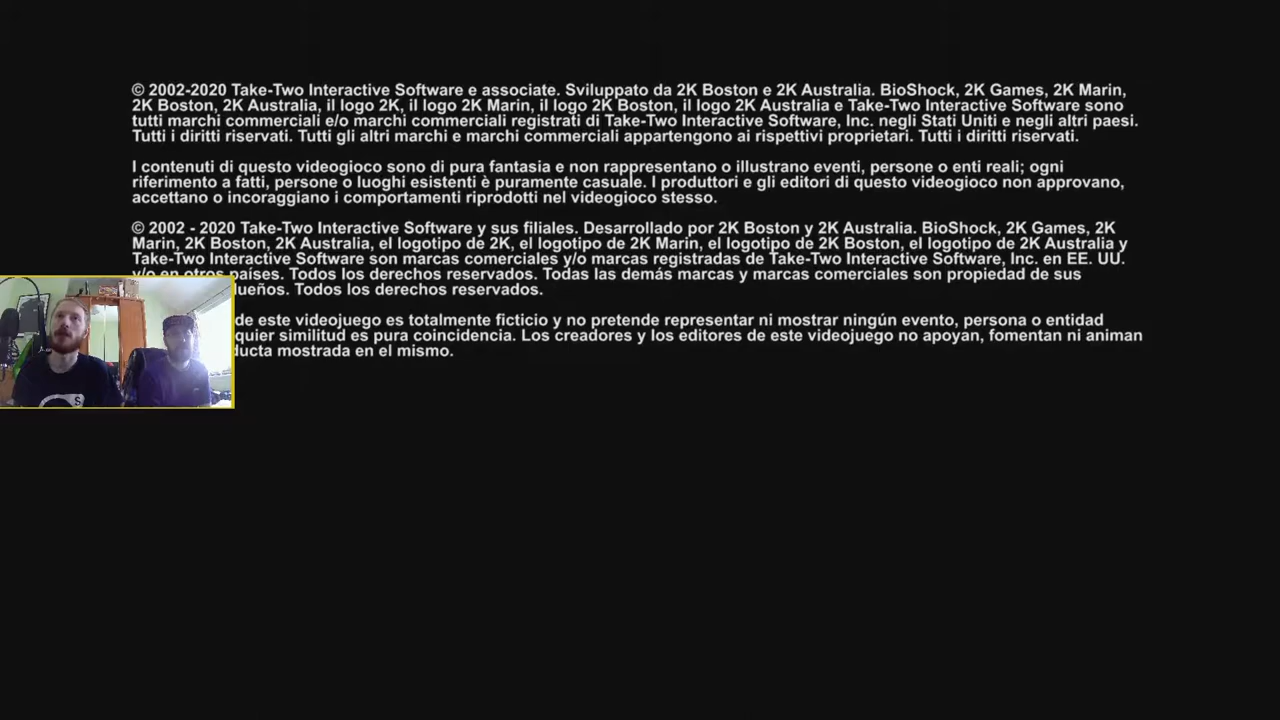 © 2002-2020 Take-Two Interactive Software e associate. Sviluppato da 2K Boston e 2K Australia. BioShock, 2K Games, 2K Marin,
2K Boston, 2K Australia, il logo 2K, il logo 2K Marin, il logo 2K Boston, il logo 2K Australia e Take-Two Interactive Software sono
tutti marchi commerciali e/o marchi commerciali registrati di Take-Two Interactive Software, Inc. negli Stati Uniti e negli altri paesi.
Tutti i diritti riservati. Tutti gli altri marchi e marchi commerciali appartengono ai rispettivi proprietari. Tutti i diritti riservati.
I contenuti di questo videogioco sono di pura fantasia e non rappresentano o illustrano eventi, persone o enti reali; ogni
riferimento a fatti, persone o luoghi esistenti è puramente casuale. I produttori e gli editori di questo videogioco non approvano,
accettano o incoraggiano i comportamenti riprodotti nel videogioco stesso.
© 2002 - 2020 Take-Two Interactive Software y sus filiales. Desarrollado por 2K Boston y 2K Australia. BioShock, 2K Games, 2K
Marin, 2K Boston, 2K Australia, el logotipo de 2K, el logotipo de 2K Marin, el logotipo de 2K Boston, el logotipo de 2K Australia y
Take-Two Interactive Software son marcas comerciales y/o marcas registradas de Take-Two Interactive Software, Inc. en EE. UU.
y/o en otros países. Todos los derechos reservados. Todas las demás marcas y marcas comerciales son propiedad de sus
ueños. Todos los derechos reservados.
de este videojuego es totalmente ficticio y no pretende representar ni mostrar ningún evento, persona o entidad
quier similitud es pura coincidencia. Los creadores y los editores de este videojuego no apoyan, fomentan ni animan
ducta mostrada en el mismo.